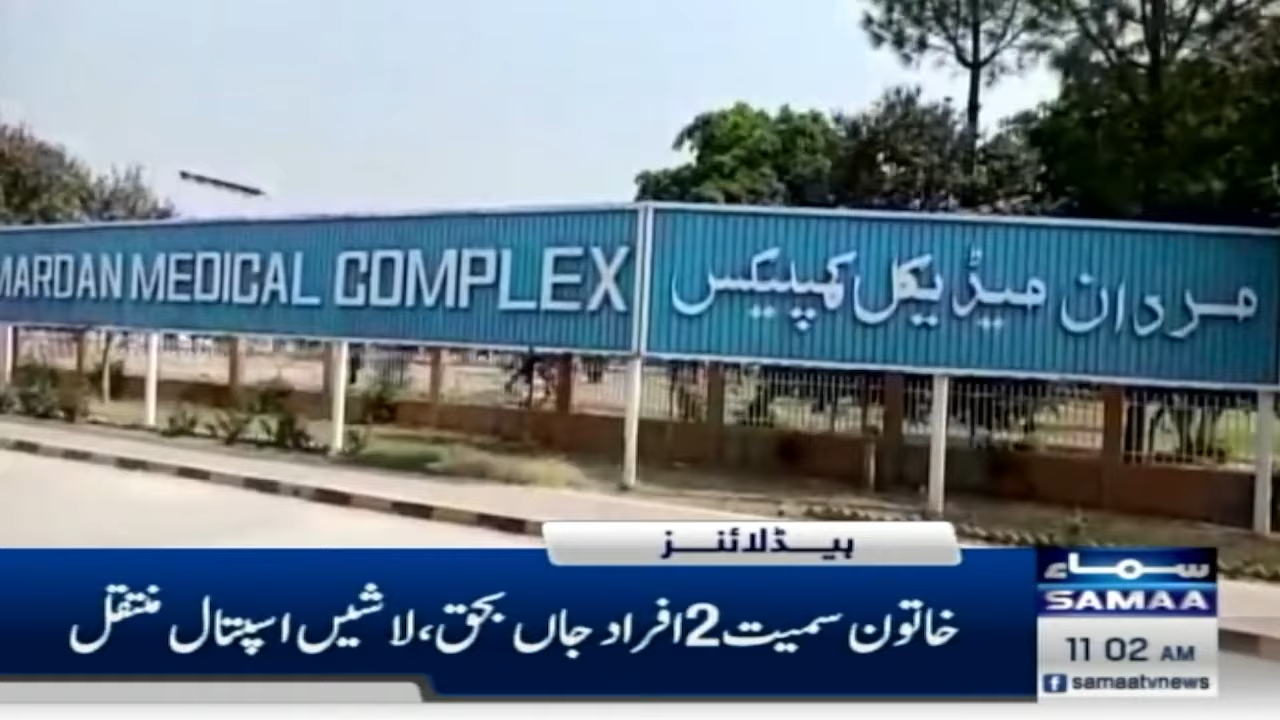 MARDAN MEDICAL COMPLEX
مردان میڈیکل کمپلیکس
ہیڈلائنز
خاتون سمیت 2 افراد جاں بحق، لاشیں اسپتال منتقل
سماء
SAMAA
11 02 AM
samaatvnews